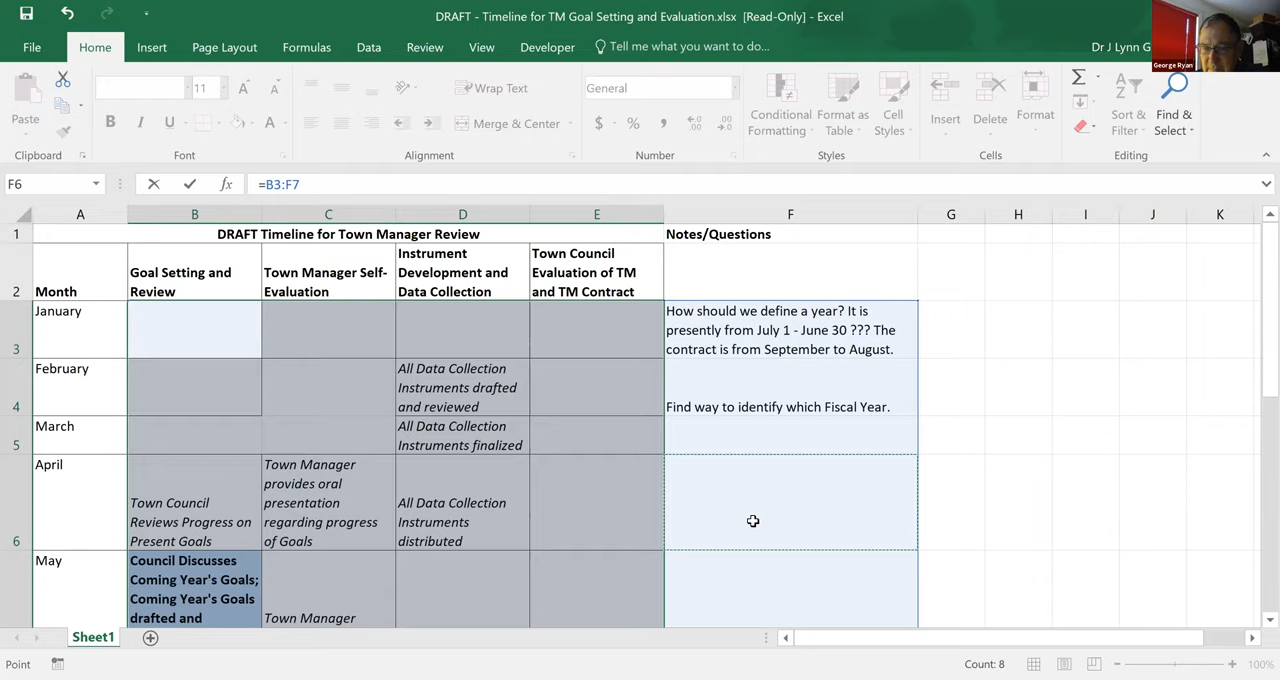 DRAFT - Timeline for TM Goal Setting and Evaluation.xlsx [Read-Only] - Excel
File Home Insert Page Layout Formulas Data Review View Developer Tell me what you want to do... Dr J Lynn G
George Ryan
11 Wrap Text General
Paste B I U A Merge & Center $ % , Conditional Formatting Format as Table Cell Styles Insert Delete Format Sort & Filter Find & Select
Clipboard Font Alignment Number Styles Cells Editing
F6 fx =B3:F7
A B C D E F G H I J K
1 DRAFT Timeline for Town Manager Review Notes/Questions
2 Month
Goal Setting and
Review
Town Manager Self-
Evaluation
Instrument
Development and
Data Collection
Town Council
Evaluation of TM
and TM Contract
3 January
How should we define a year? It is
presently from July 1 - June 30 ??? The
contract is from September to August.
4 February
All Data Collection
Instruments drafted
and reviewed
Find way to identify which Fiscal Year.
5 March
All Data Collection
Instruments finalized
6 April
Town Council
Reviews Progress on
Present Goals
Town Manager
provides oral
presentation
regarding progress
of Goals
All Data Collection
Instruments
distributed
May
Council Discusses
Coming Year's Goals;
Coming Year's Goals
drafted and
Town Manager
Sheet1
Point Count: 8 100%